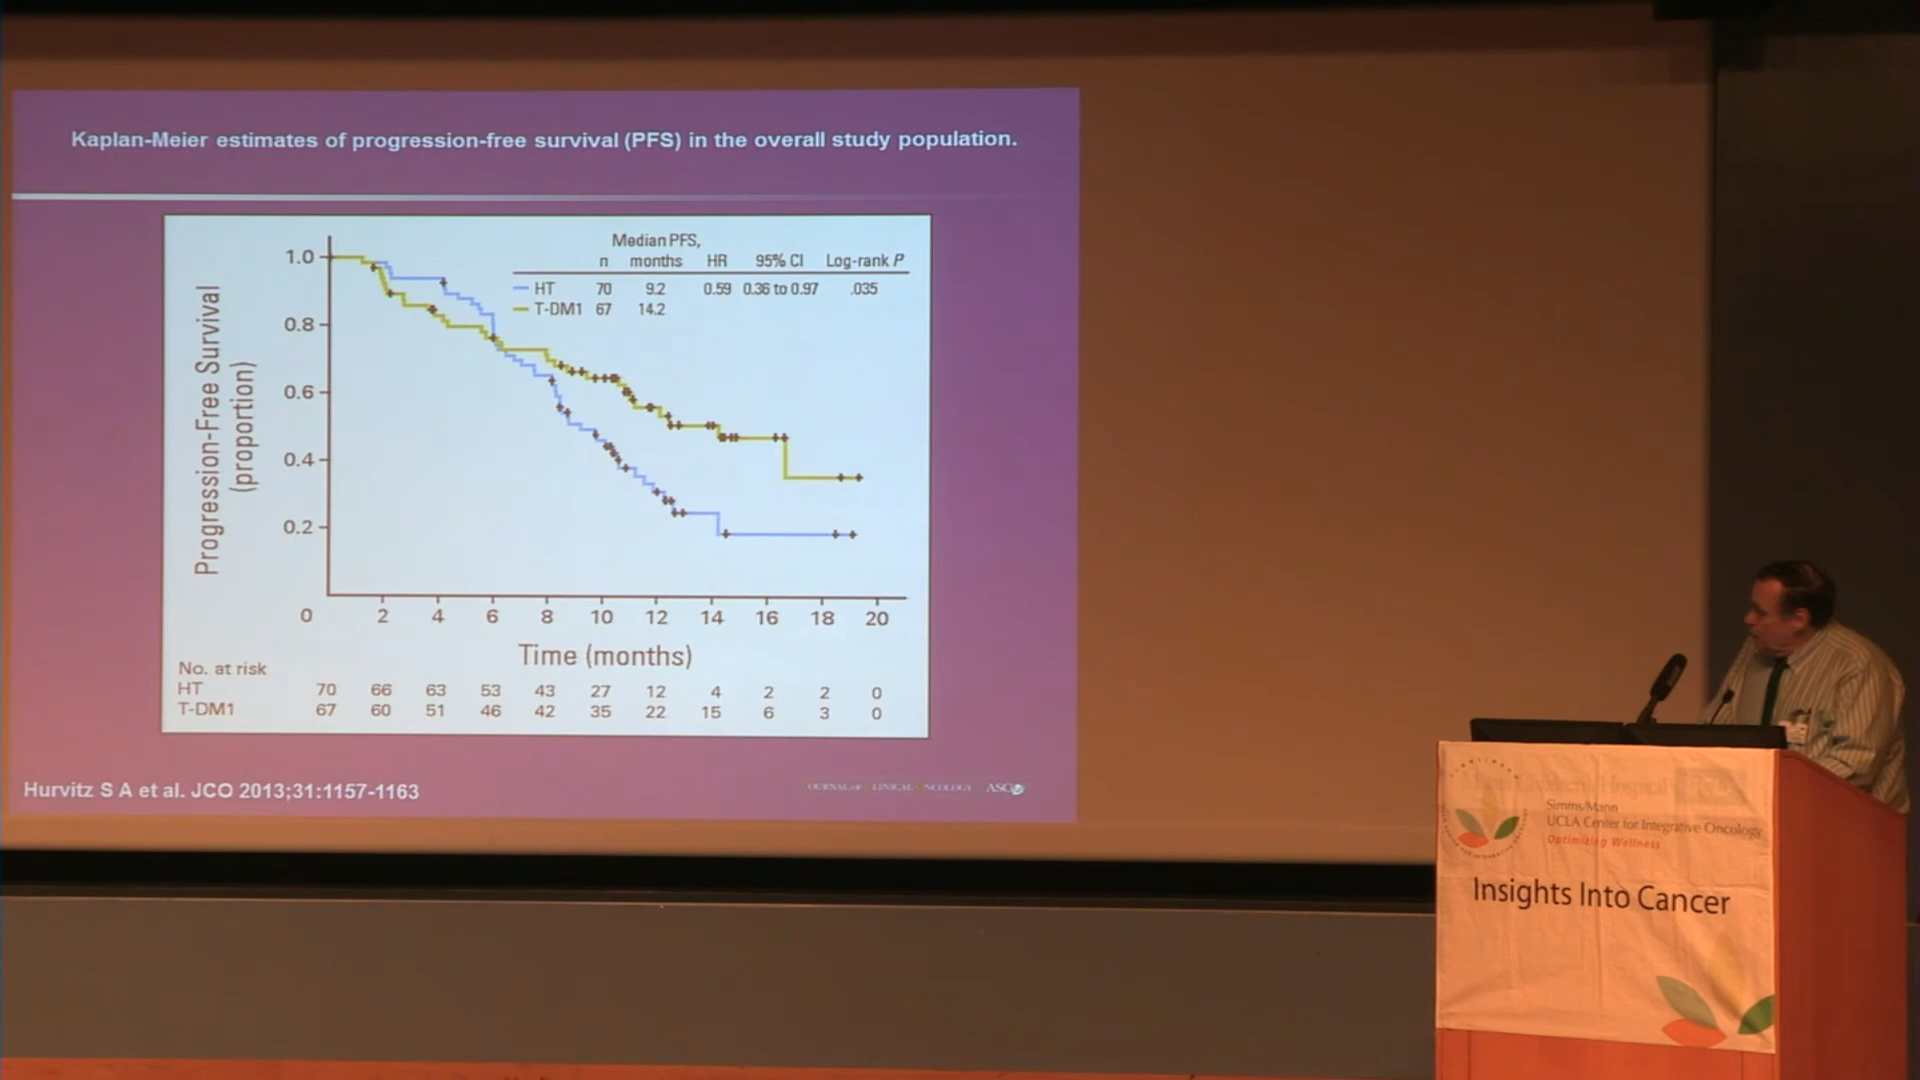 Kaplan-Meier estimates of progression-free survival (PFS) in the overall study population.
Median PFS,
n months HR 95% CI Log-rank P
HT 70 9.2 0.59 0.36 to 0.97 .035
T-DM1 67 14.2
Progression-Free Survival
(proportion)
1.0
0.8
0.6
0.4
0.2
0 2 4 6 8 10 12 14 16 18 20
Time (months)
No. at risk
HT 70 66 63 53 43 27 12 4 2 2 0
T-DM1 67 60 51 46 42 35 22 15 6 3 0
Hurvitz S A et al. JCO 2013;31:1157-1163
JOURNAL OF CLINICAL ONCOLOGY ASCO
Simms/Mann
UCLA Center for Integrative Oncology
Optimizing Wellness
Insights Into Cancer